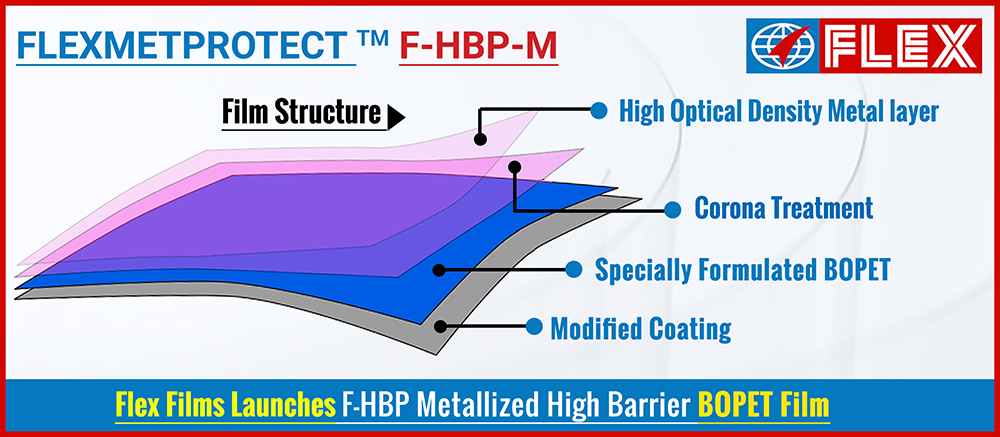 FLEXMETPROTECT ™ F-HBP-M
FLEX
Film Structure
High Optical Density Metal layer
Corona Treatment
Specially Formulated BOPET
Modified Coating
Flex Films Launches F-HBP Metallized High Barrier BOPET Film